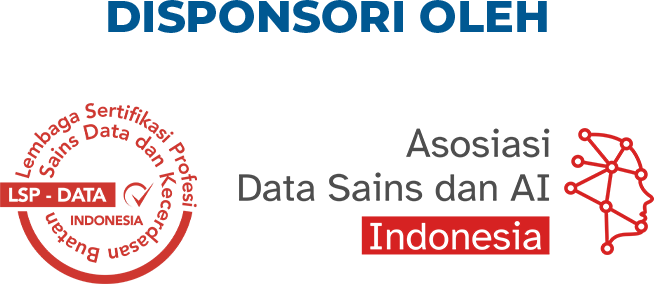 DISPONSORI OLEH
Lembaga Sertifikasi Profesi
Sains Data dan Kecerdasan Buatan
LSP - DATA
INDONESIA
Asosiasi
Data Sains dan AI
Indonesia